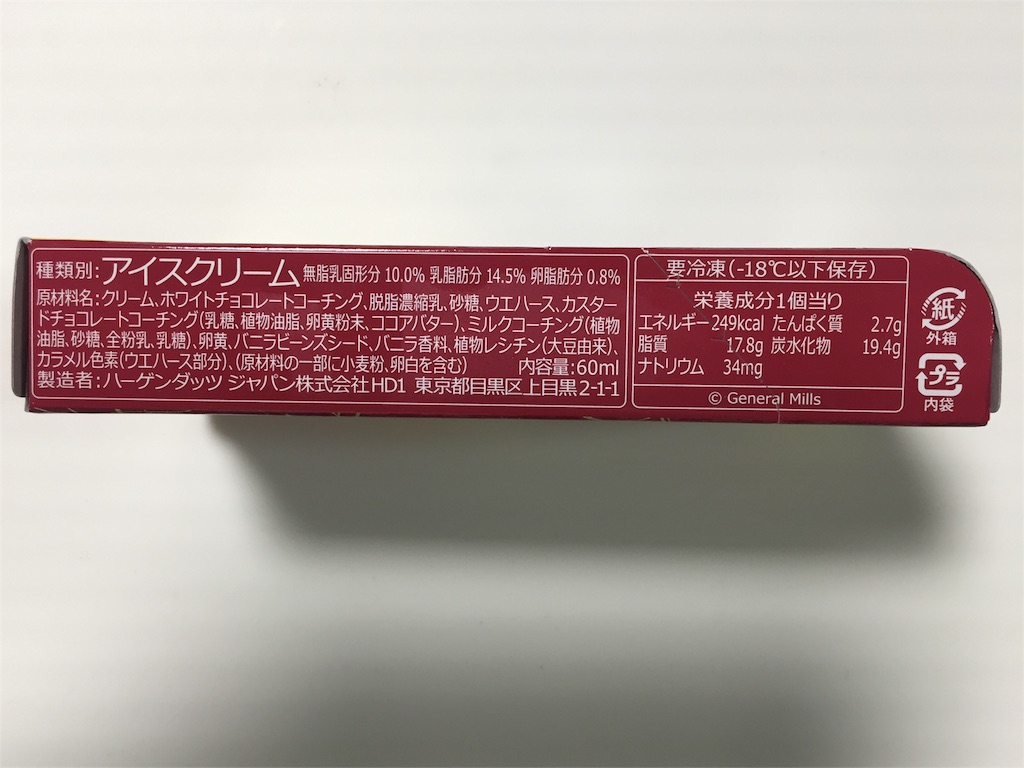 種類別:アイスクリーム 無脂乳固形分 10.0% 乳脂肪分 14.5% 卵脂肪分 0.8%
原材料名:クリーム、ホワイトチョコレートコーチング、脱脂濃縮乳、砂糖、ウエハース、カスター
ドチョコレートコーチング(乳糖、植物油脂、卵黄粉末、ココアバター)、ミルクコーチング(植物
油脂、砂糖、全粉乳、乳糖)、卵黄、バニラビーンズシード、バニラ香料、植物レシチン(大豆由来)、
カラメル色素(ウエハース部分)、(原材料の一部に小麦粉、卵白を含む) 内容量:60ml
製造者:ハーゲンダッツ ジャパン株式会社HD1 東京都目黒区上目黒2-1-1
要冷凍(-18℃以下保存)
栄養成分1個当り
エネルギー249kcal たんぱく質 2.7g
脂質 17.8g 炭水化物 19.4g
ナトリウム 34mg
© General Mills
紙
外箱
プラ
内袋